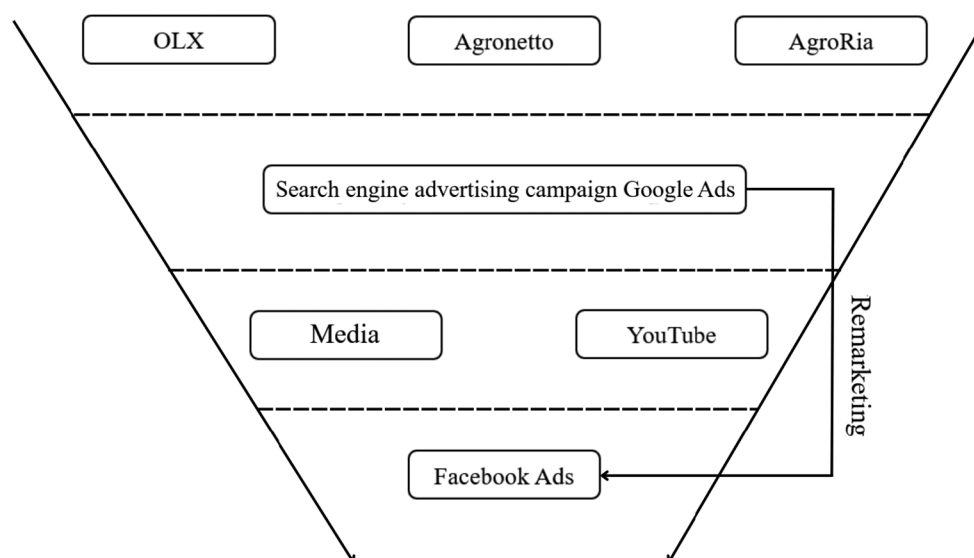 OLX
Agronetto
AgroRia
Search engine advertising campaign Google Ads
Media
YouTube
Remarketing
Facebook Ads